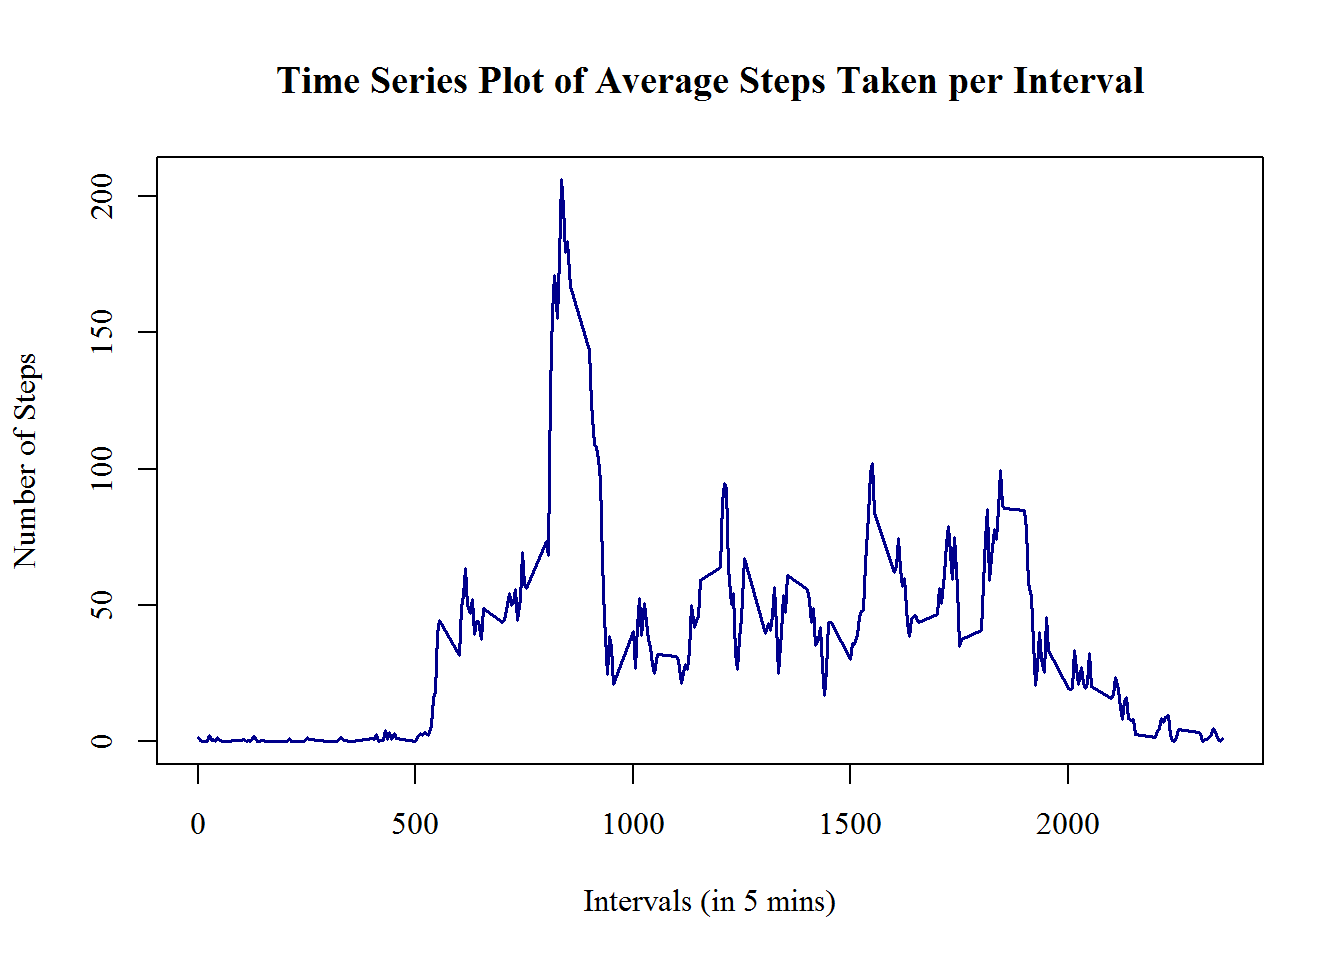 Time Series Plot of Average Steps Taken per Interval
200
150
100
50
0
Number of Steps
0 500 1000 1500 2000
Intervals (in 5 mins)